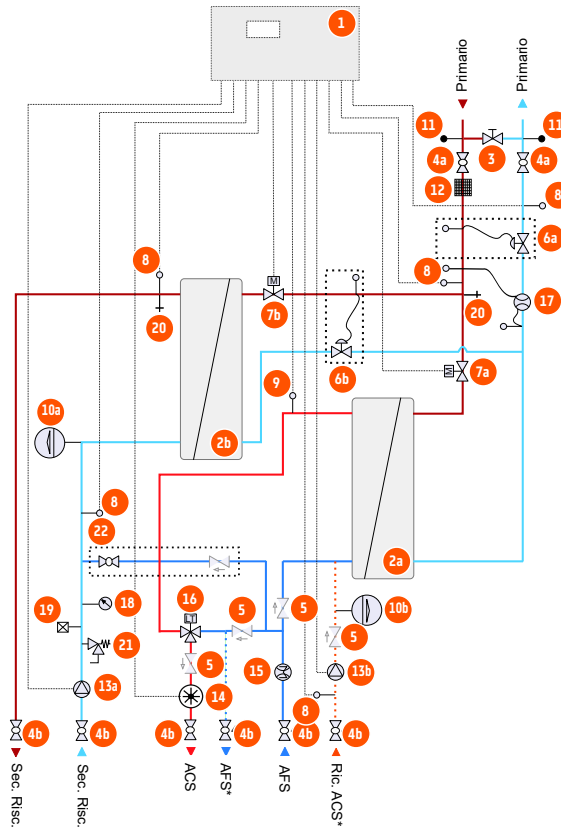 1
Primario
Primario
11
11
3
4a
4a
12
8
6a
8
8
M
7b
20
20
17
6b
7a
M
9
10a
2b
8
22
2a
16
LT
5
5
10b
18
19
5
21
5
15
13b
13a
14
8
4b
4b
4b
4b
4b
4b
Sec. Risc.
Sec. Risc.
ACS
AFS*
AFS
Ric. ACS*